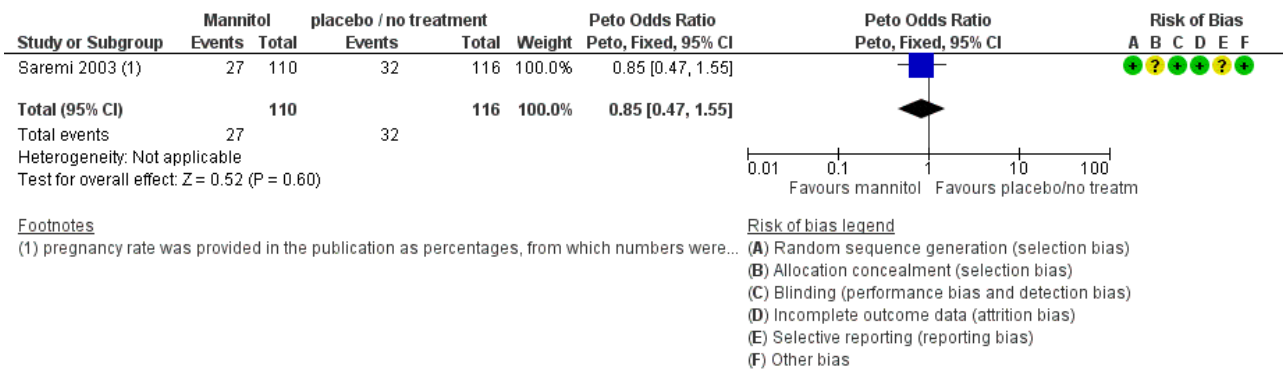 Mannitol placebo / no treatment Peto Odds Ratio Peto Odds Ratio Risk of Bias
Study or Subgroup Events Total Events Total Weight Peto, Fixed, 95% CI Peto, Fixed, 95% CI A B C D E F
Saremi 2003 (1) 27 110 32 116 100.0% 0.85 [0.47, 1.55] + ? + + ? +
Total (95% CI) 110 116 100.0% 0.85 [0.47, 1.55]
Total events 27 32
Heterogeneity: Not applicable
Test for overall effect: Z = 0.52 (P = 0.60)
0.01 0.1 1 10 100
Favours mannitol Favours placebo/no treatm
Footnotes
(1) pregnancy rate was provided in the publication as percentages, from which numbers were...
Risk of bias legend
(A) Random sequence generation (selection bias)
(B) Allocation concealment (selection bias)
(C) Blinding (performance bias and detection bias)
(D) Incomplete outcome data (attrition bias)
(E) Selective reporting (reporting bias)
(F) Other bias